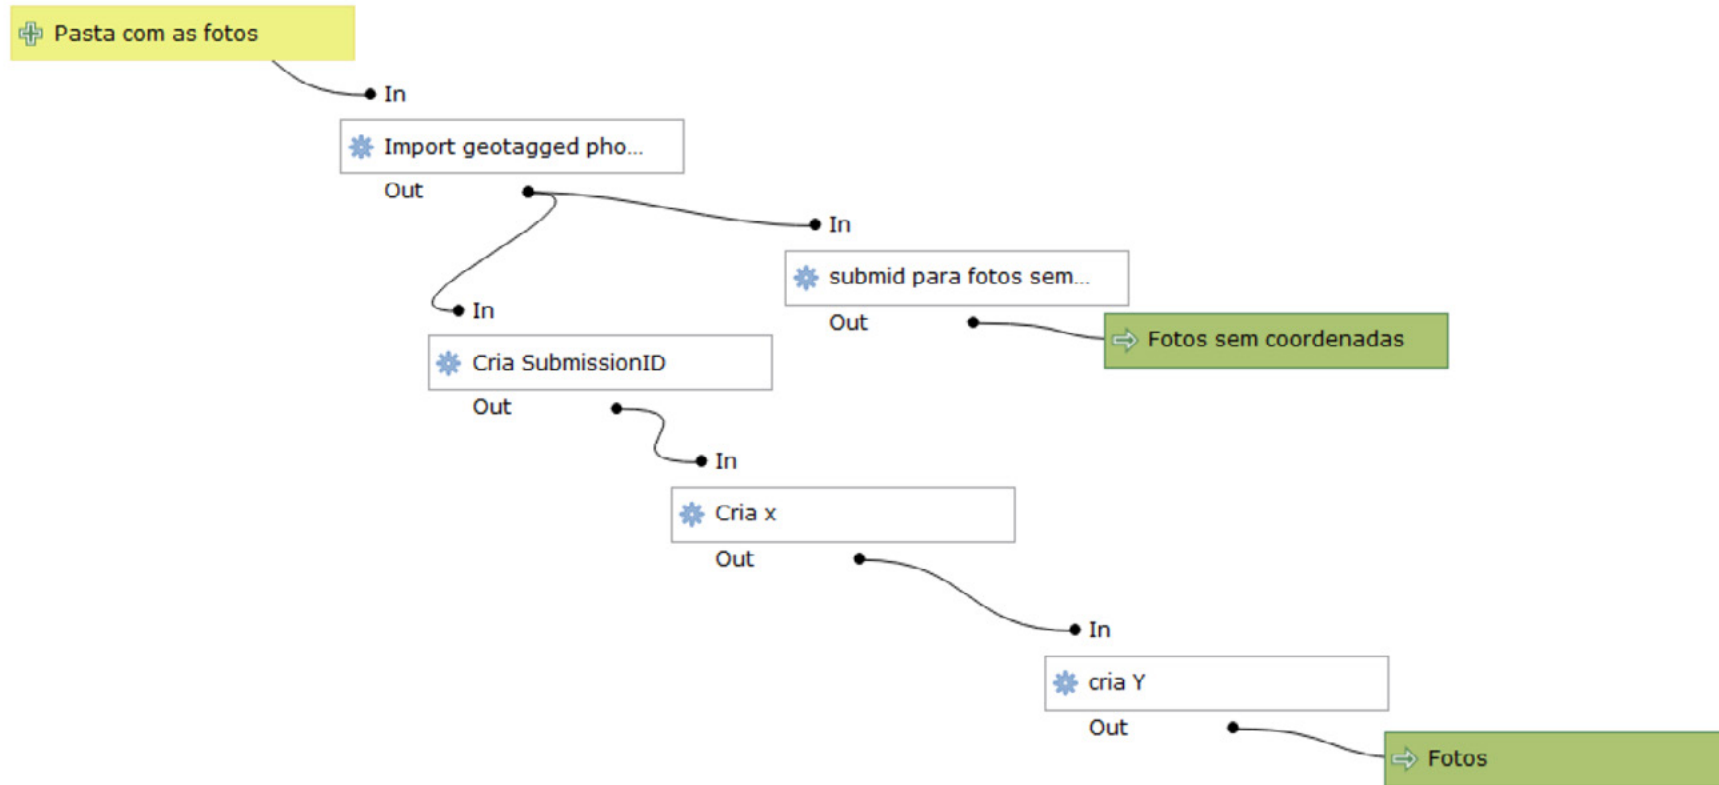 Pasta com as fotos
In
Import geotagged pho...
Out
In
submid para fotos sem...
Out
Fotos sem coordenadas
In
Cria SubmissionID
Out
In
Cria x
Out
In
cria Y
Out
Fotos